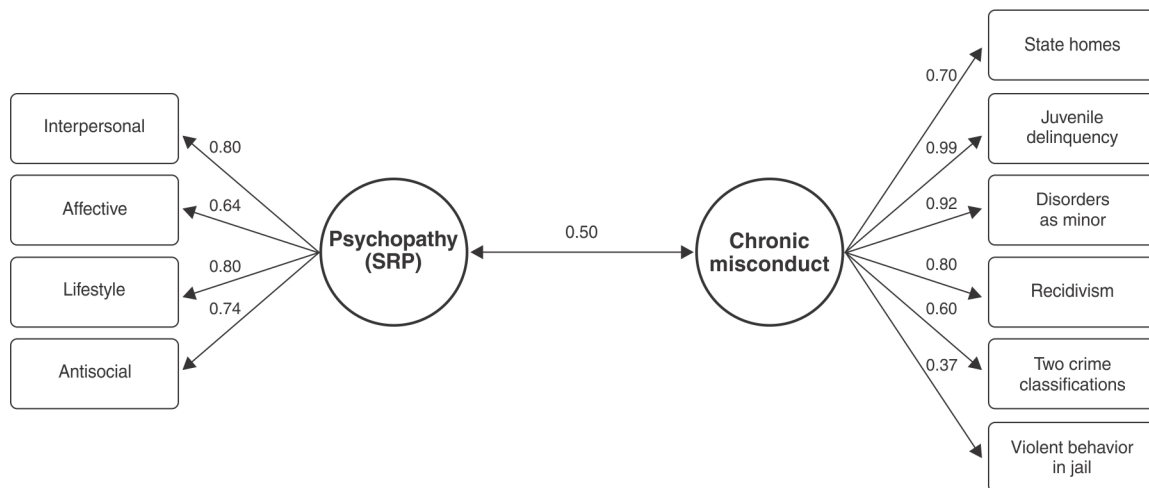 Interpersonal
Affective
Lifestyle
Antisocial
0.80
0.64
0.80
0.74
Psychopathy
(SRP)
0.50
Chronic
misconduct
0.70
0.99
0.92
0.80
0.60
0.37
State homes
Juvenile
delinquency
Disorders
as minor
Recidivism
Two crime
classifications
Violent behavior
in jail